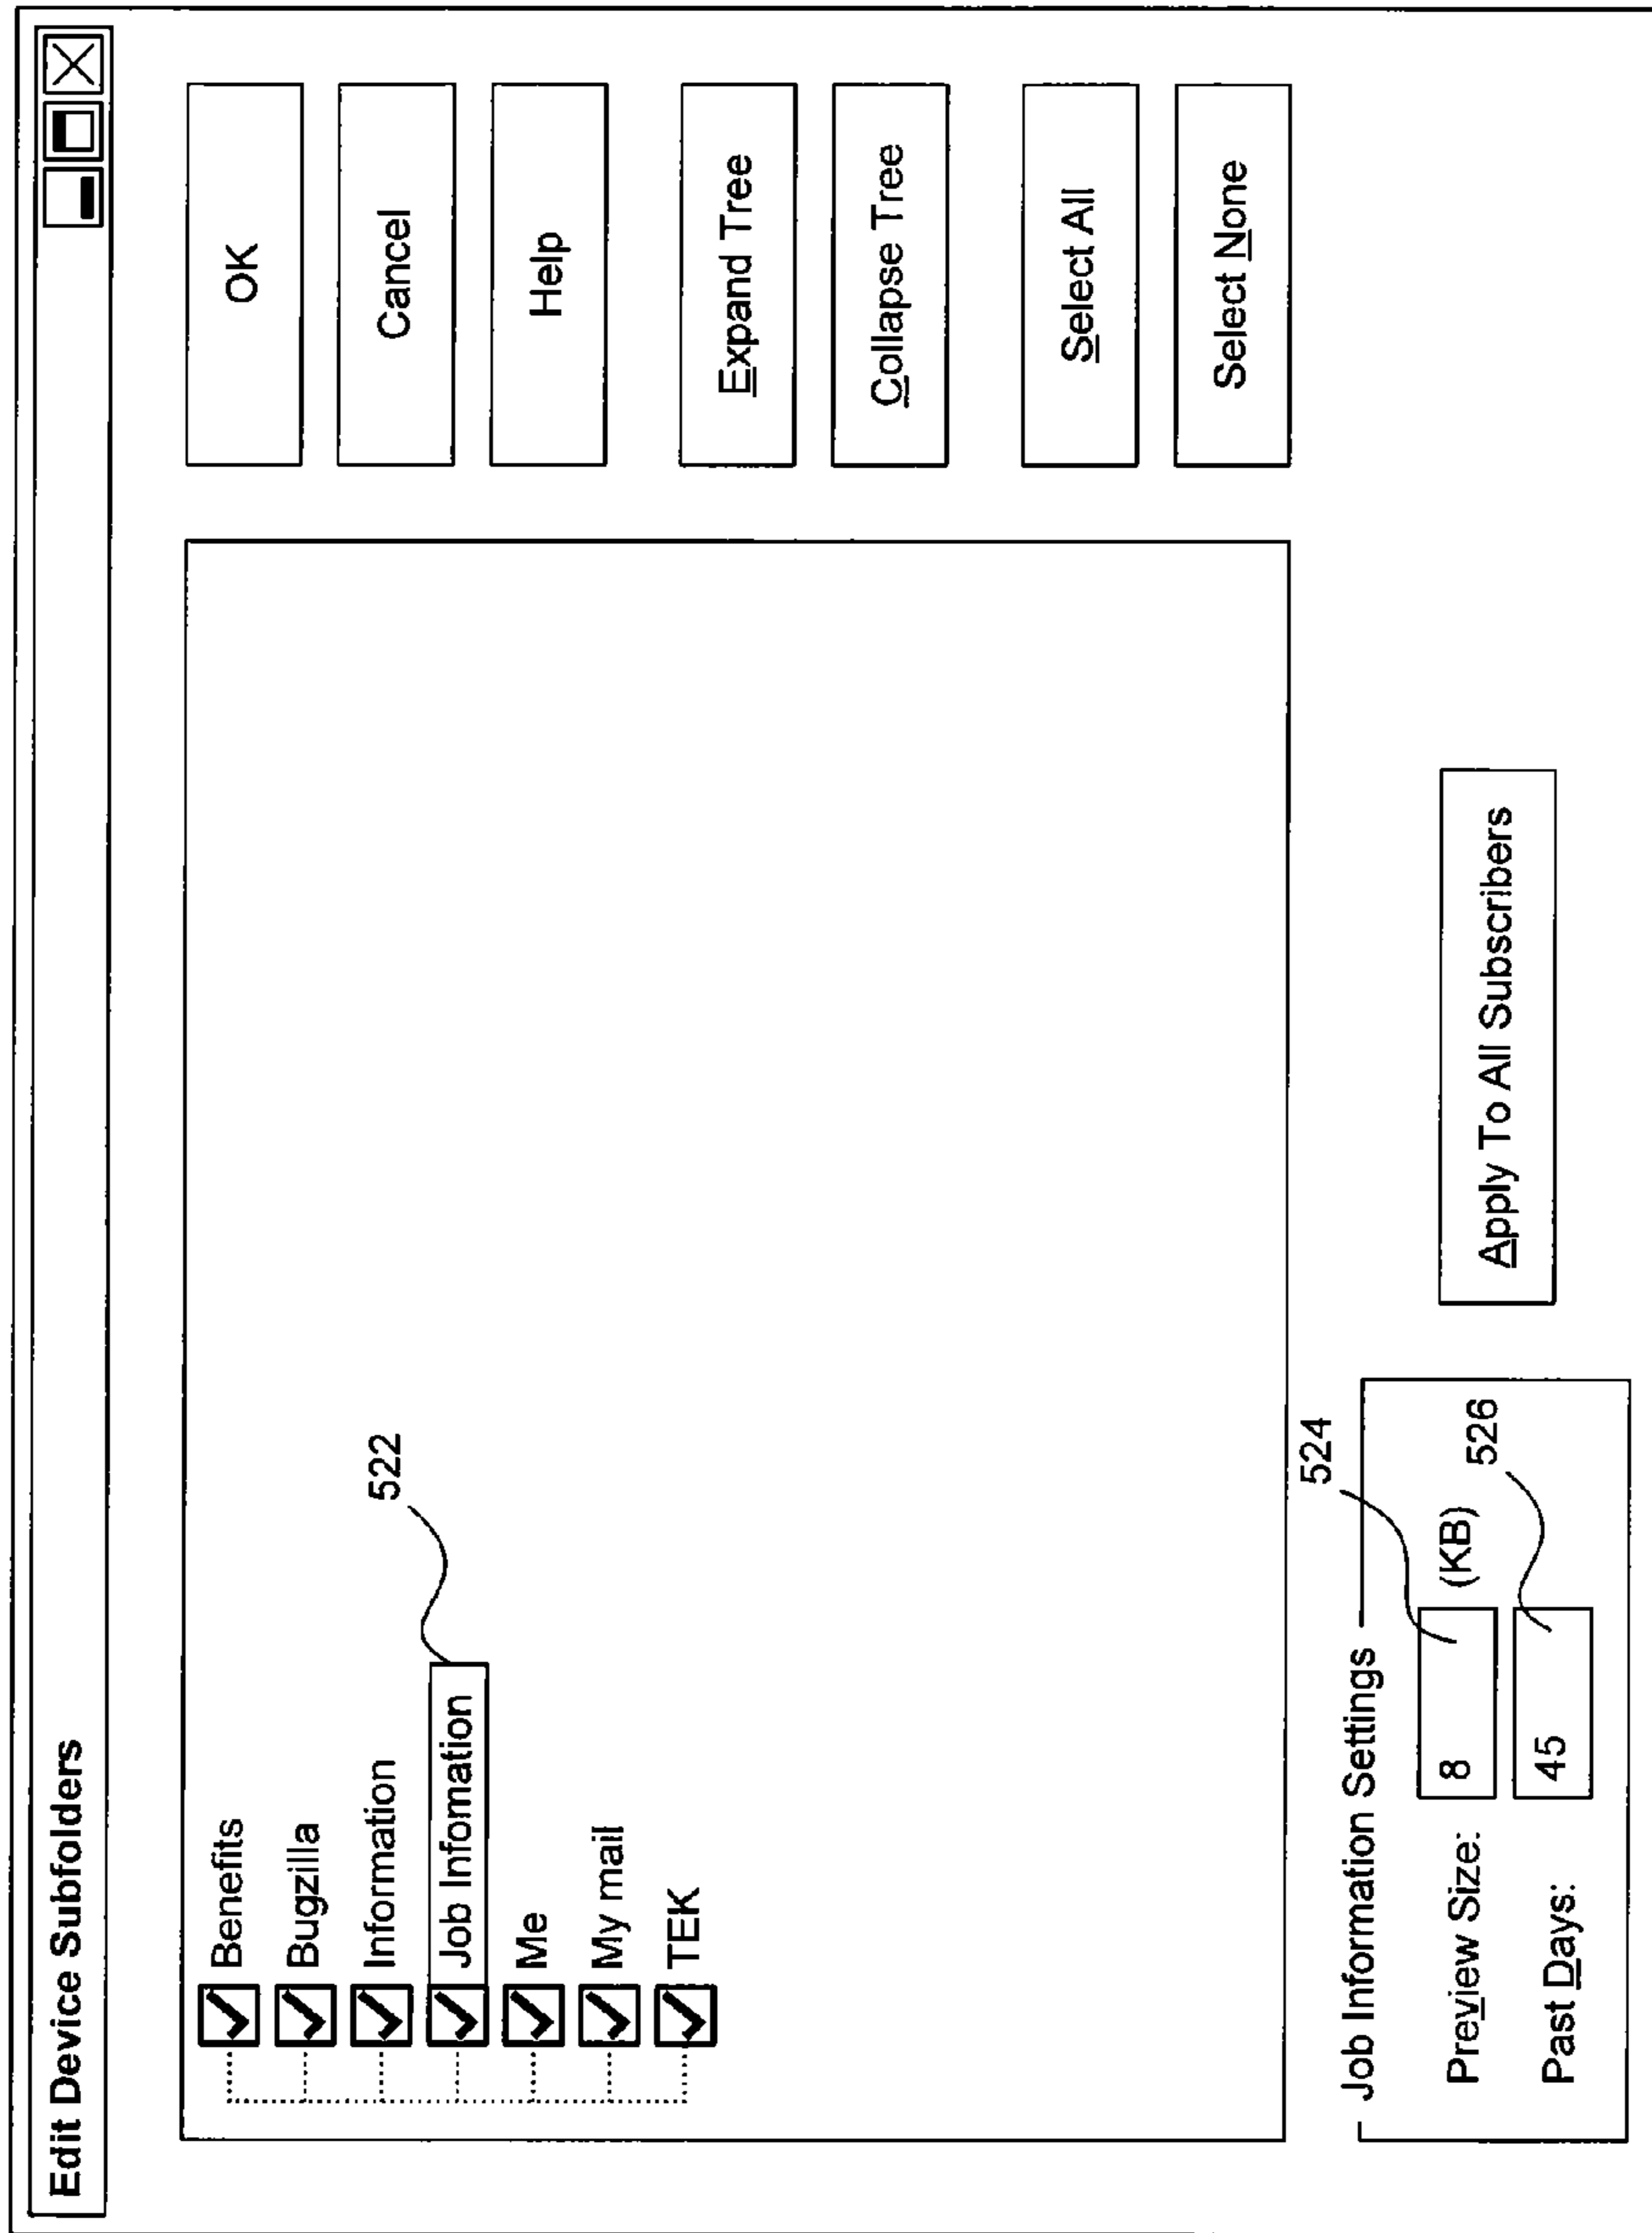 Edit Device Subfolders
Benefits
Bugzilla
Information
Job Infomation
Me
My mail
TEK
522
OK
Cancel
Help
Expand Tree
Collapse Tree
Select All
Select None
Job Information Settings
524
Preview Size: 8 (KB)
526
Past Days: 45
Apply To All Subscribers